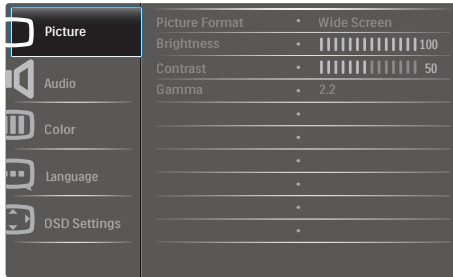 Picture
Audio
Color
Language
OSD Settings
Picture Format • Wide Screen
Brightness • 100
Contrast • 50
Gamma • 2.2
•
•
•
•
•
•